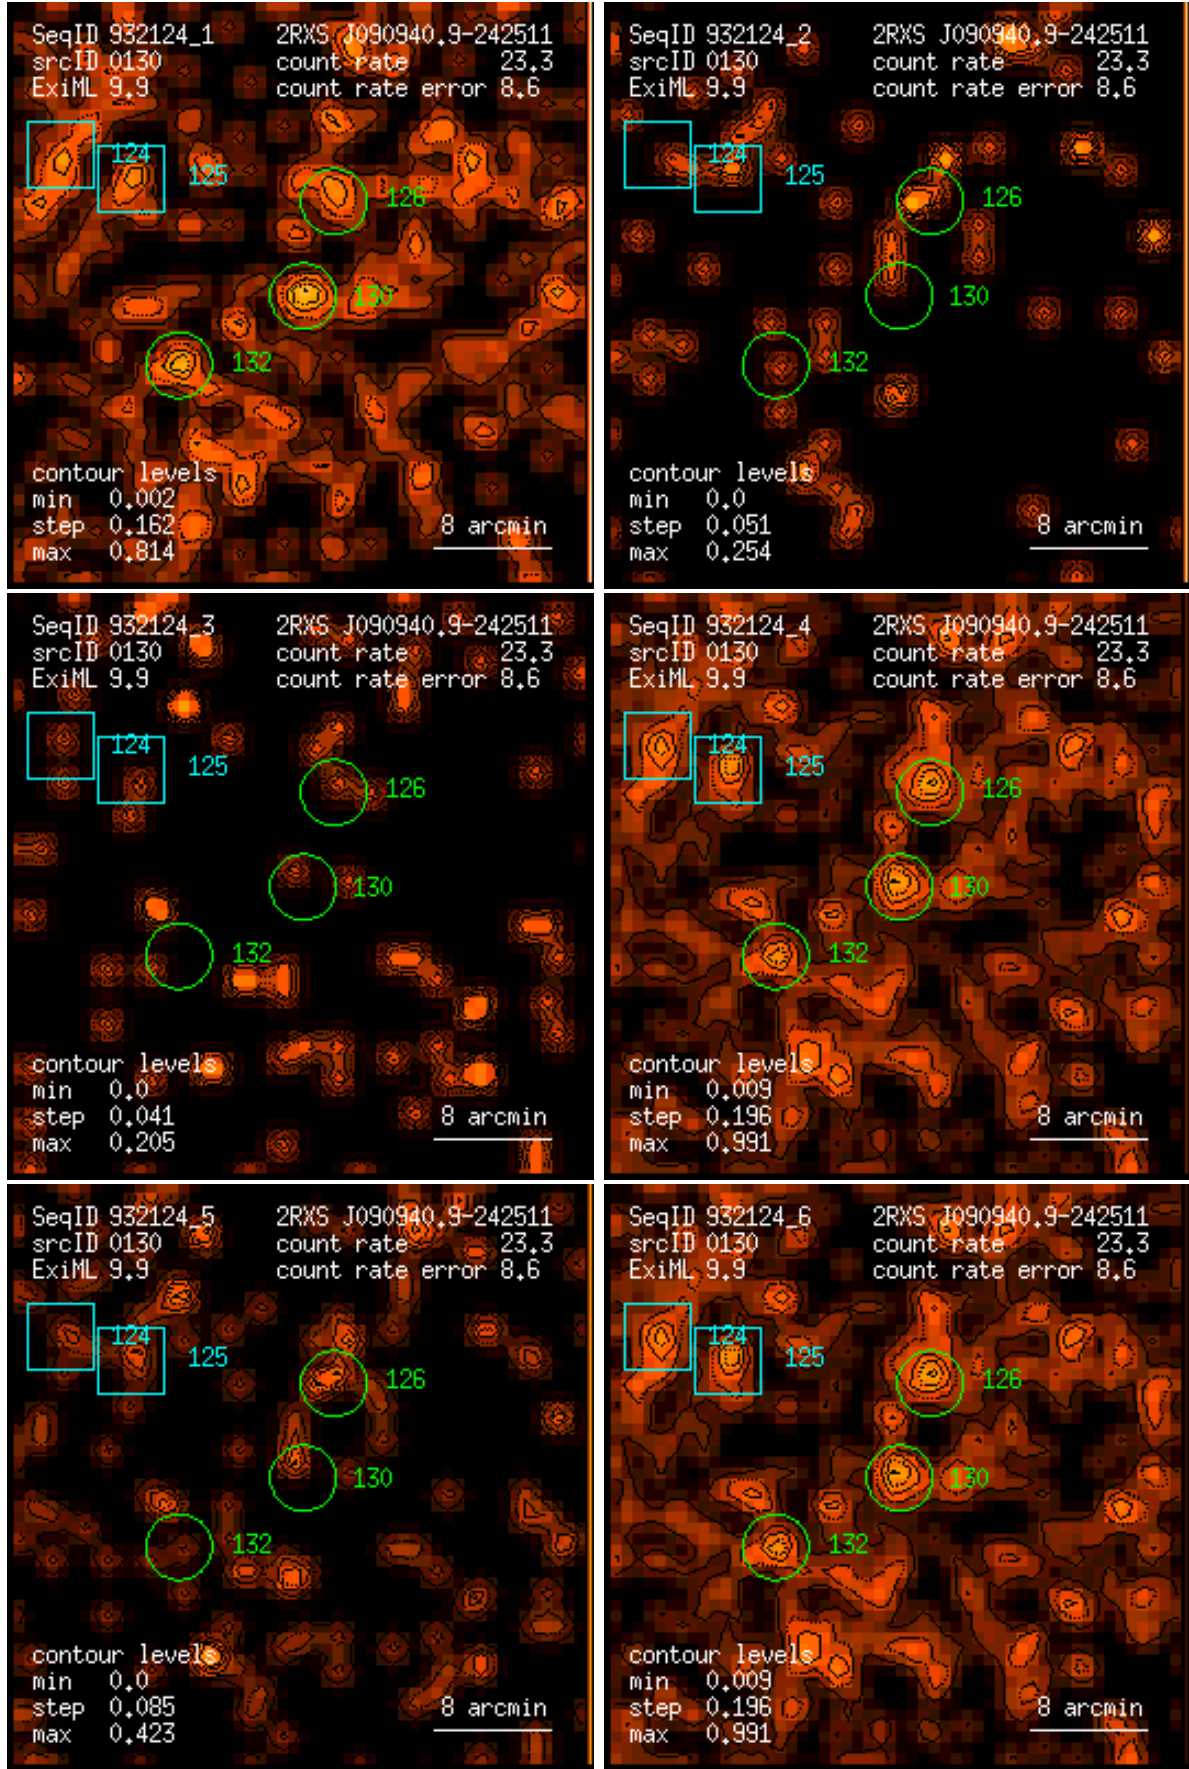 SeqID 932124_1 2RXS J090940.9-242511
srcID 0130 count rate 23.3
ExiML 9.9 count rate error 8.6
124
125
126
130
132
contour levels
min 0.002
step 0.162 8 arcmin
max 0.814
SeqID 932124_2 2RXS J090940.9-242511
srcID 0130 count rate 23.3
ExiML 9.9 count rate error 8.6
124
125
126
130
132
contour levels
min 0.0
step 0.051 8 arcmin
max 0.254
SeqID 932124_3 2RXS J090940.9-242511
srcID 0130 count rate 23.3
ExiML 9.9 count rate error 8.6
124
125
126
130
132
contour levels
min 0.0
step 0.041 8 arcmin
max 0.205
SeqID 932124_4 2RXS J090940.9-242511
srcID 0130 count rate 23.3
ExiML 9.9 count rate error 8.6
124
125
126
130
132
contour levels
min 0.009
step 0.196 8 arcmin
max 0.991
SeqID 932124_5 2RXS J090940.9-242511
srcID 0130 count rate 23.3
ExiML 9.9 count rate error 8.6
124
125
126
130
132
contour levels
min 0.0
step 0.085 8 arcmin
max 0.423
SeqID 932124_6 2RXS J090940.9-242511
srcID 0130 count rate 23.3
ExiML 9.9 count rate error 8.6
124
125
126
130
132
contour levels
min 0.009
step 0.196 8 arcmin
max 0.991